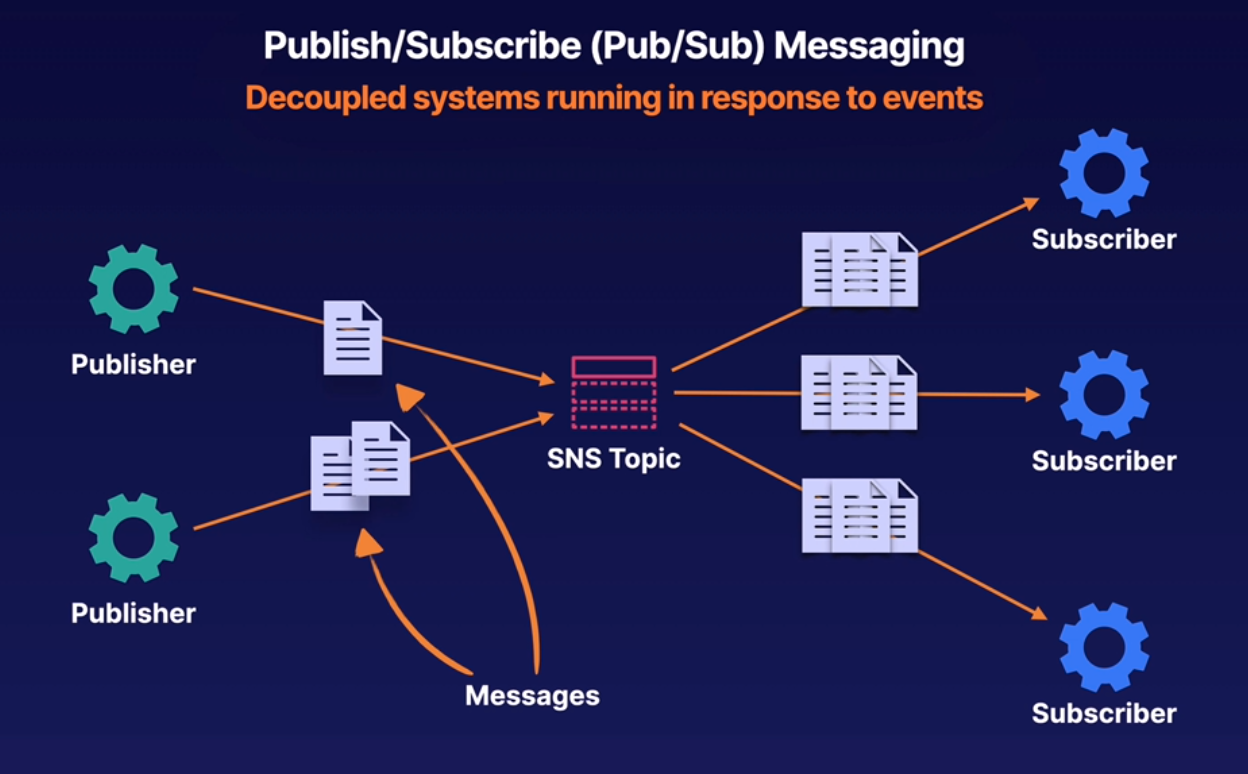 Publish/Subscribe (Pub/Sub) Messaging
Decoupled systems running in response to events
Publisher
Publisher
Messages
SNS Topic
Subscriber
Subscriber
Subscriber